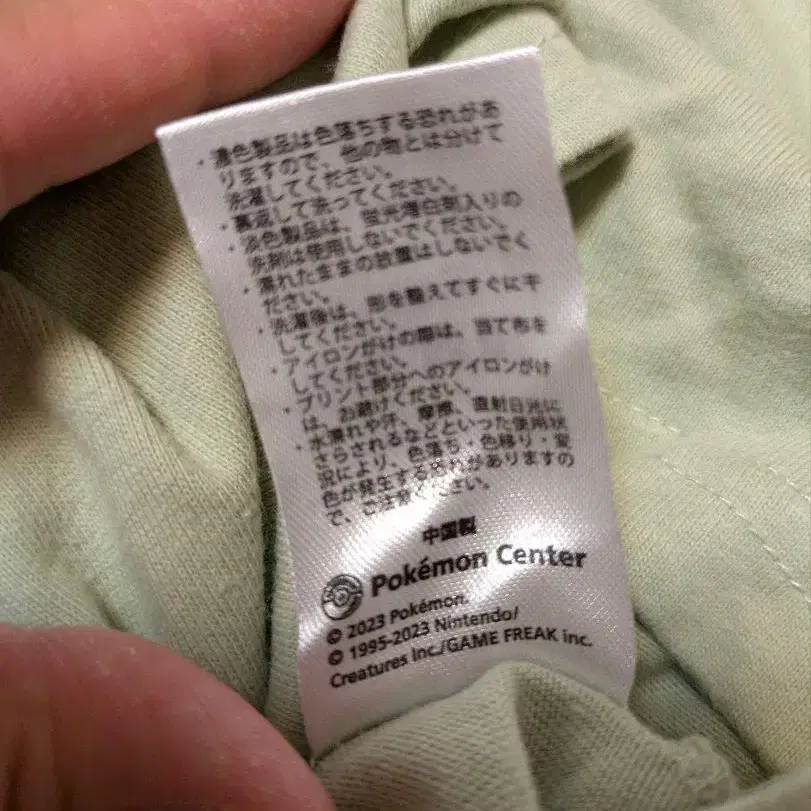 ・濃色製品は色落ちする恐れがあ
りますので、他の物とは分けて
洗濯してください。
・裏返して洗ってください。
・淡色製品は、蛍光増白剤入りの
洗剤は使用しないでください。
・濡れたままの放置はしないでく
ださい。
・洗濯後は、形を整えてすぐに干
してください。
・アイロンがけの際は、当て布を
してください。
・プリント部分へのアイロンがけ
は、お避けください。
・水濡れや汗、摩擦、直射日光に
さらされるなどといった使用状
況により、色落ち・色移り・変
色が発生する恐れがありますの
で、ご注意ください。
中国製
Pokémon Center
© 2023 Pokémon.
© 1995-2023 Nintendo/
Creatures Inc./GAME FREAK inc.